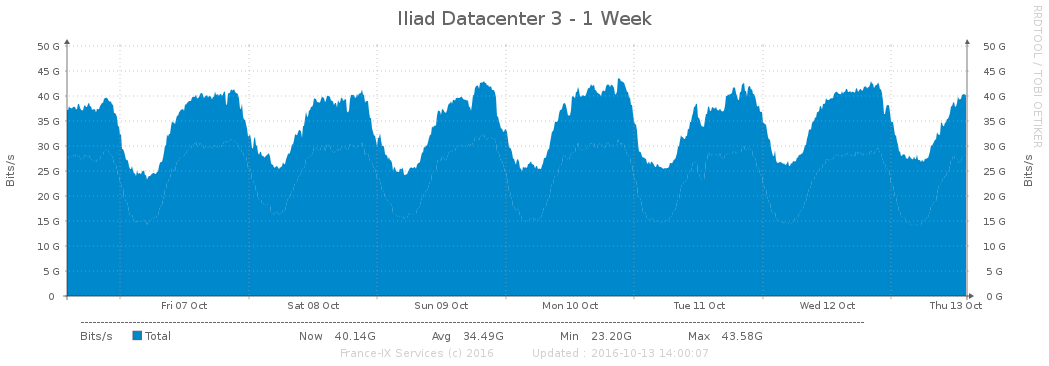 Iliad Datacenter 3 - 1 Week
RRDTOOL / TOBI OETIKER
Bits/s
50 G
45 G
40 G
35 G
30 G
25 G
20 G
15 G
10 G
5 G
0
50 G
45 G
40 G
35 G
30 G
25 G
20 G
15 G
10 G
5 G
0 G
Bits/s
Fri 07 Oct Sat 08 Oct Sun 09 Oct Mon 10 Oct Tue 11 Oct Wed 12 Oct Thu 13 Oct
Bits/s Total Now 40.14G Avg 34.49G Min 23.20G Max 43.58G
France-IX Services (c) 2016 Updated : 2016-10-13 14:00:07